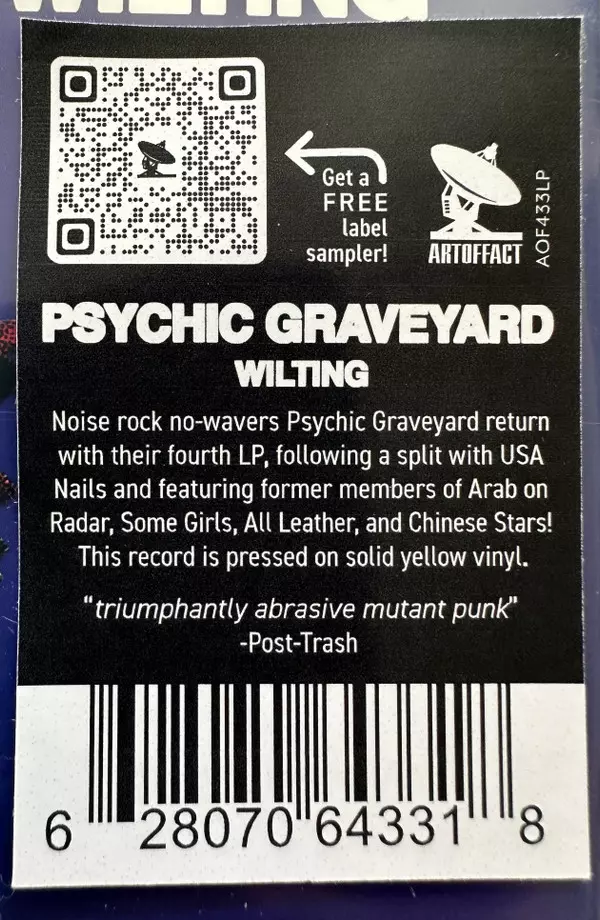 WILTING
Get a
FREE
label
sampler!
ARTOFFACT
AOF433LP
PSYCHIC GRAVEYARD
WILTING
Noise rock no-wavers Psychic Graveyard return
with their fourth LP, following a split with USA
Nails and featuring former members of Arab on
Radar, Some Girls, All Leather, and Chinese Stars!
This record is pressed on solid yellow vinyl.
"triumphantly abrasive mutant punk"
-Post-Trash
6 28070 64331 8